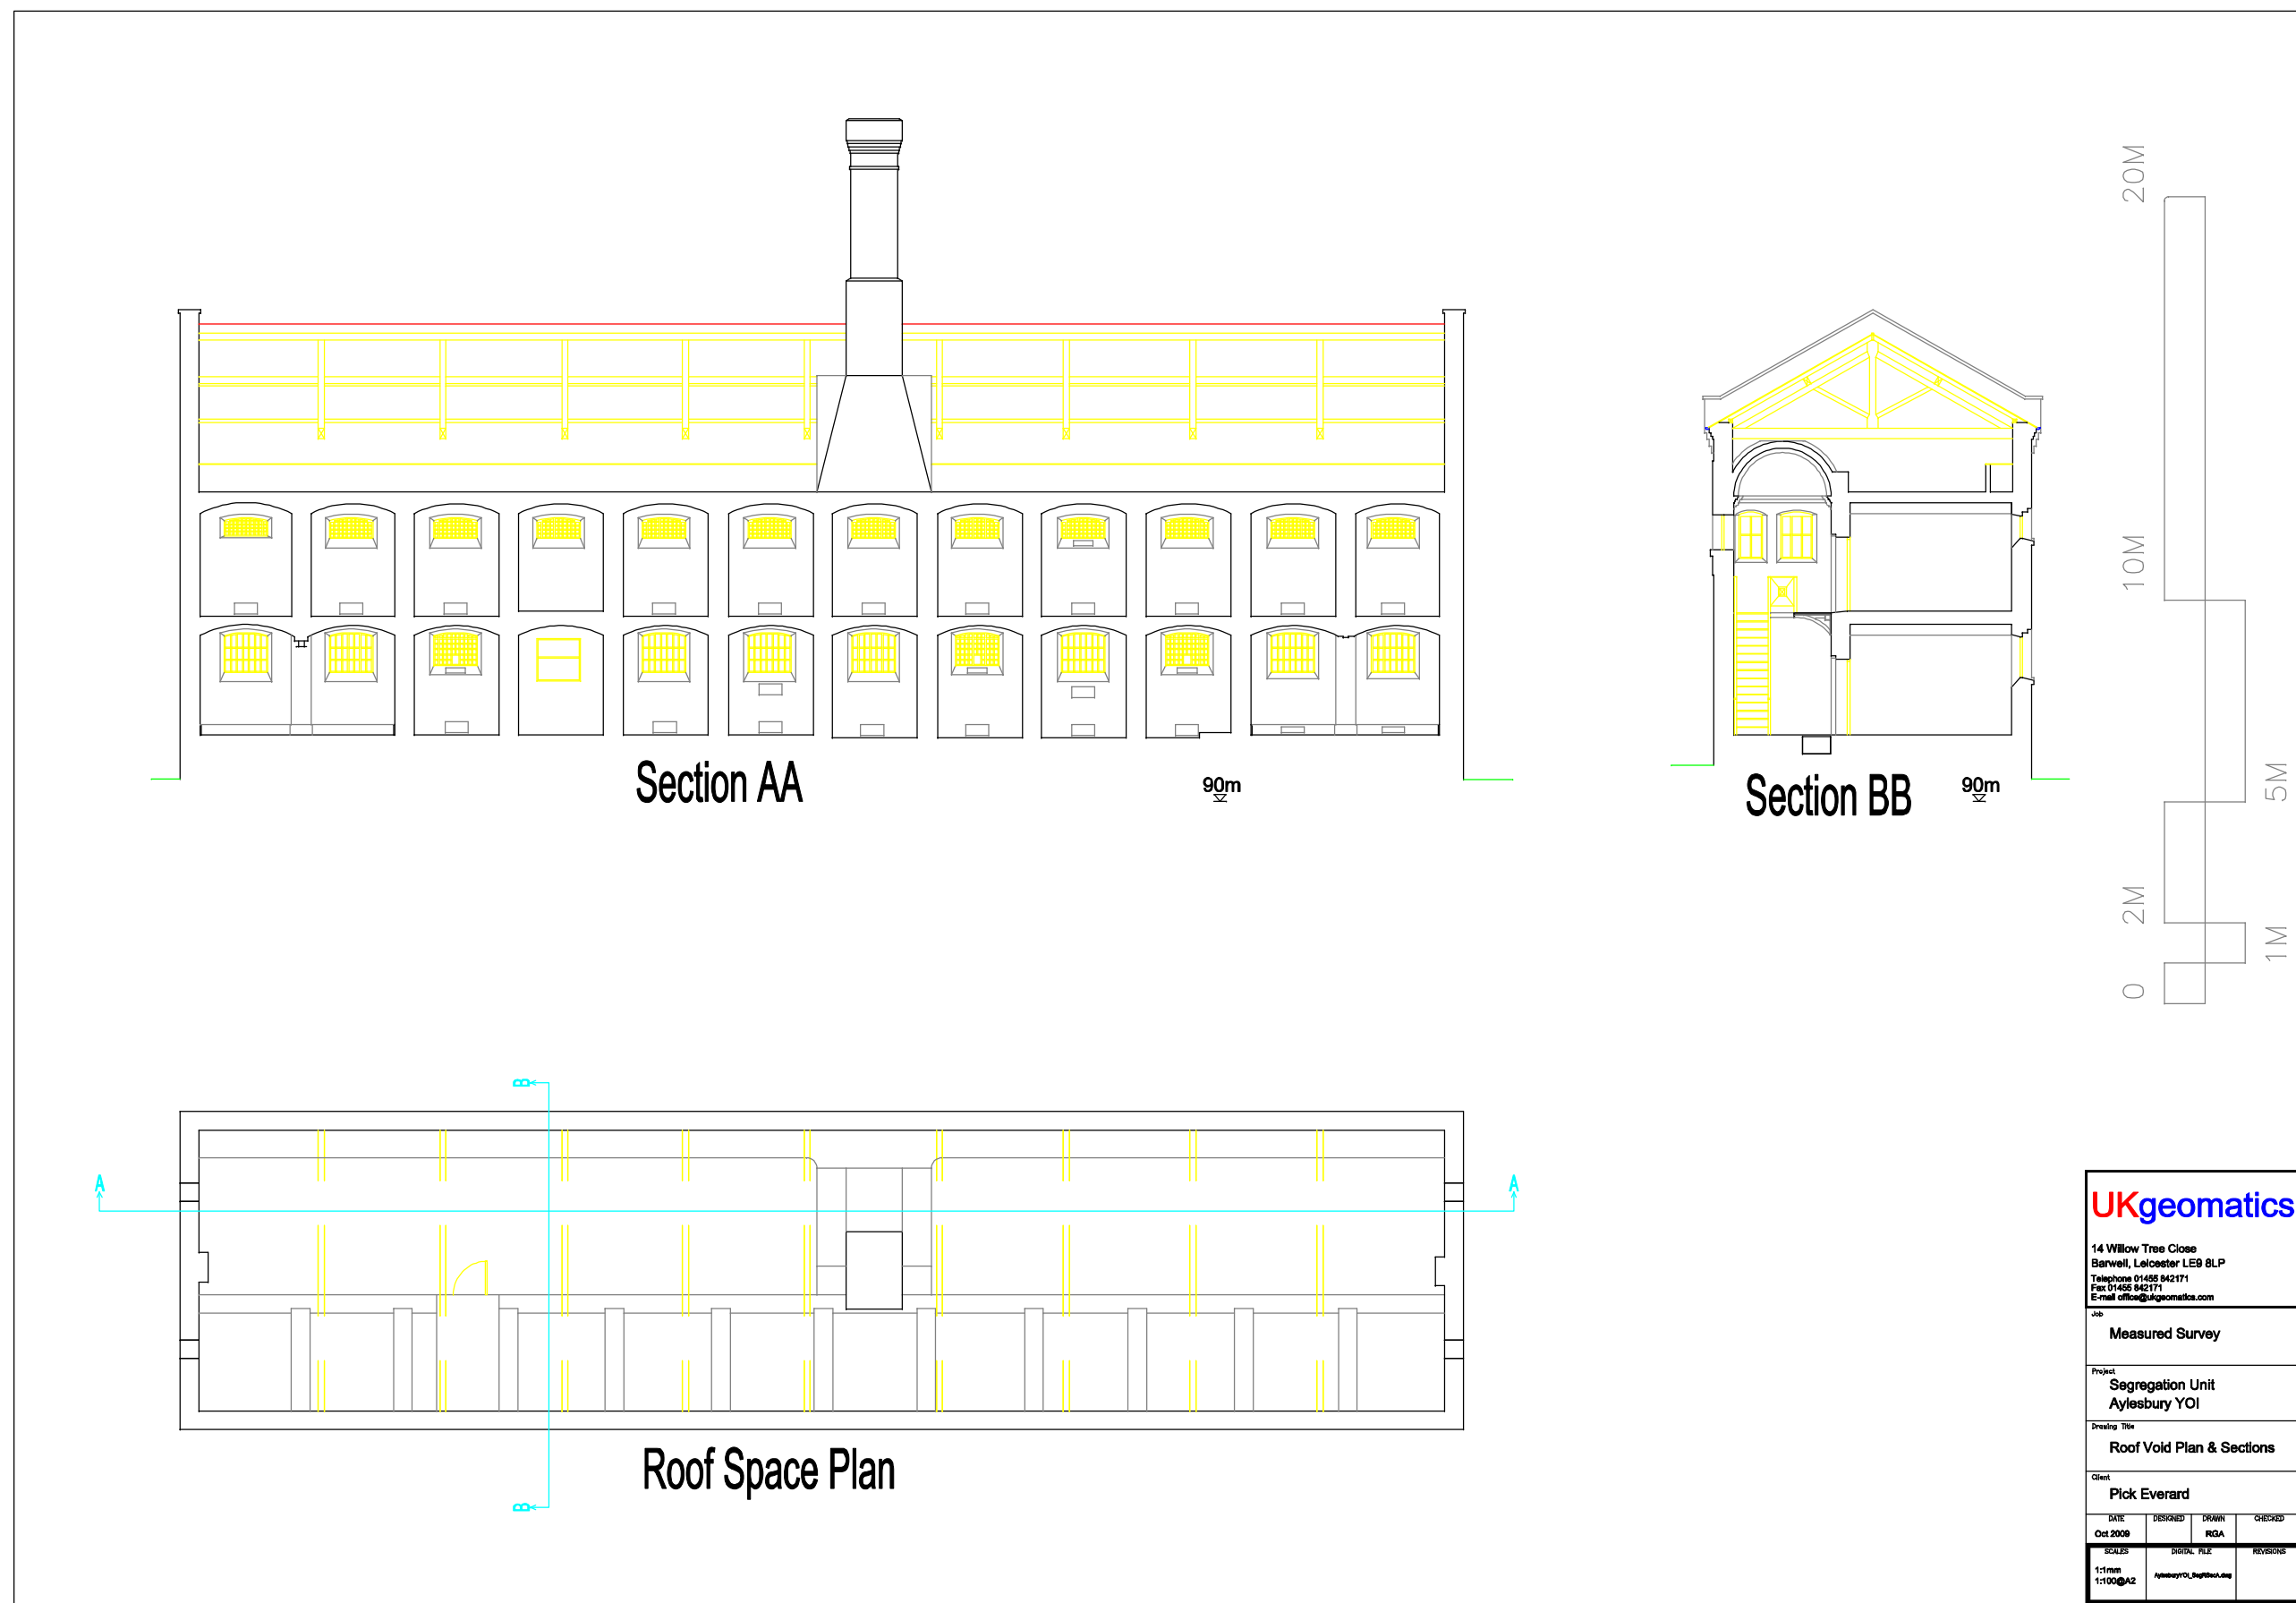 20M
10M
5M
2M
1M
0
Section AA
90m
Section BB
90m
B
A
A
B
Roof Space Plan
UKgeomatics
14 Willow Tree Close
Barwell, Leicester LE9 8LP
Telephone 01455 842171
Fax 01455 842171
E-mail office@ukgeomatics.com
Job
Measured Survey
Project
Segregation Unit
Aylesbury YOI
Drawing Title
Roof Void Plan & Sections
Client
Pick Everard
DATE DESIGNED DRAWN CHECKED
Oct 2009 RGA
SCALES DIGITAL FILE REVISIONS
1:1mm
1:100@A2